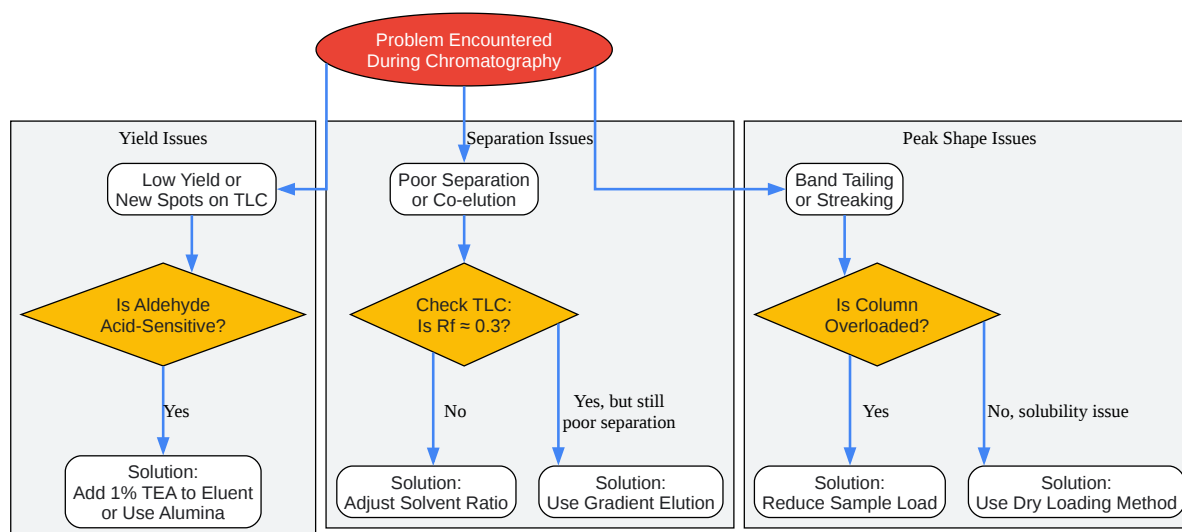 Problem Encountered
During Chromatography
Yield Issues
Low Yield or
New Spots on TLC
Is Aldehyde
Acid-Sensitive?
Yes
Solution:
Add 1% TEA to Eluent
or Use Alumina
Separation Issues
Poor Separation
or Co-elution
Check TLC:
Is Rf ≈ 0.3?
No
Yes, but still
poor separation
Solution:
Adjust Solvent Ratio
Solution:
Use Gradient Elution
Peak Shape Issues
Band Tailing
or Streaking
Is Column
Overloaded?
Yes
No, solubility issue
Solution:
Reduce Sample Load
Solution:
Use Dry Loading Method